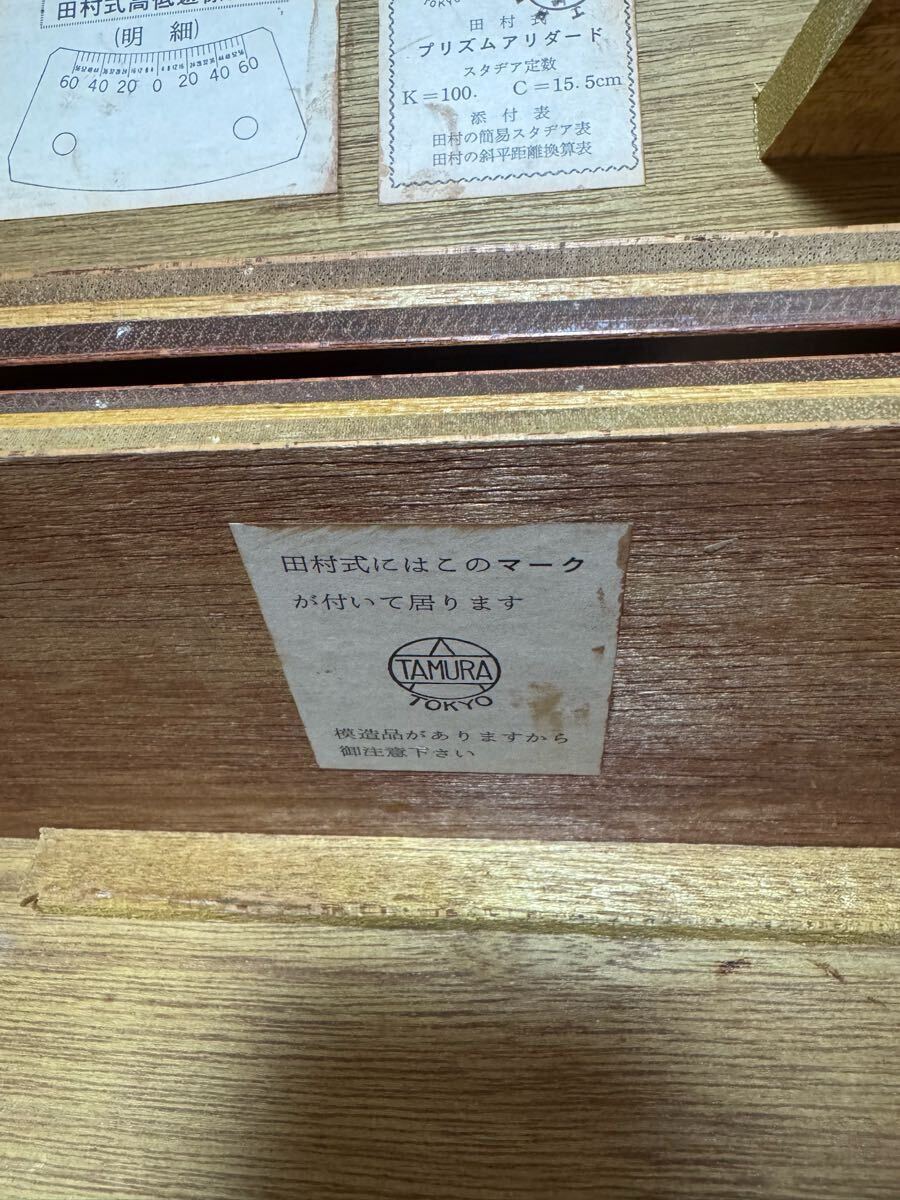 田村式高低遊標
(明細)
60 40 20 0 20 40 60
TOKYO
田村式
プリズムアリダード
スタヂア定数
K=100. C=15.5cm
添付表
田村の簡易スタヂア表
田村の斜平距離換算表
田村式にはこのマーク
が付いて居ります
TAMURA
TOKYO
模造品がありますから
御注意下さい